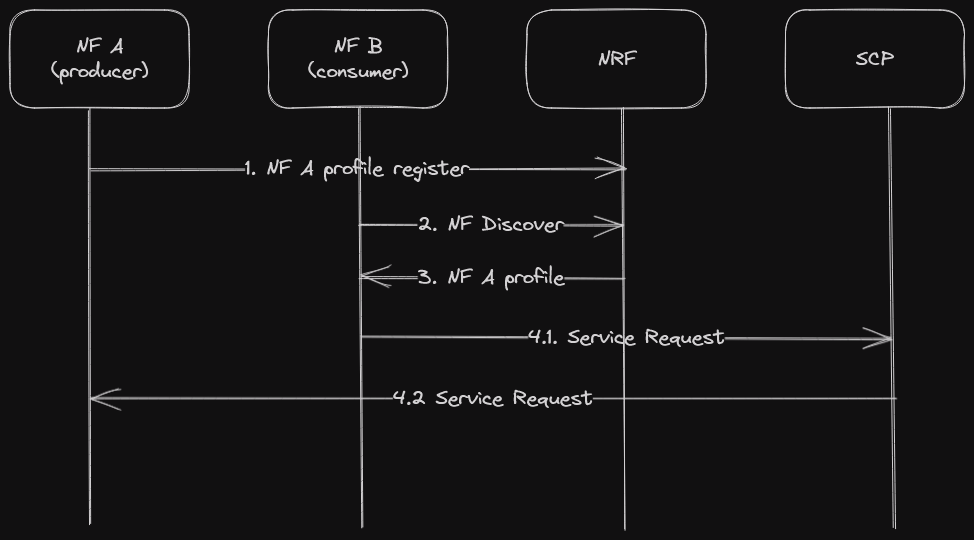 NF A
(producer)
NF B
(consumer)
NRF
SCP
1. NF A profile register
2. NF Discover
3. NF A profile
4.1. Service Request
4.2 Service Request